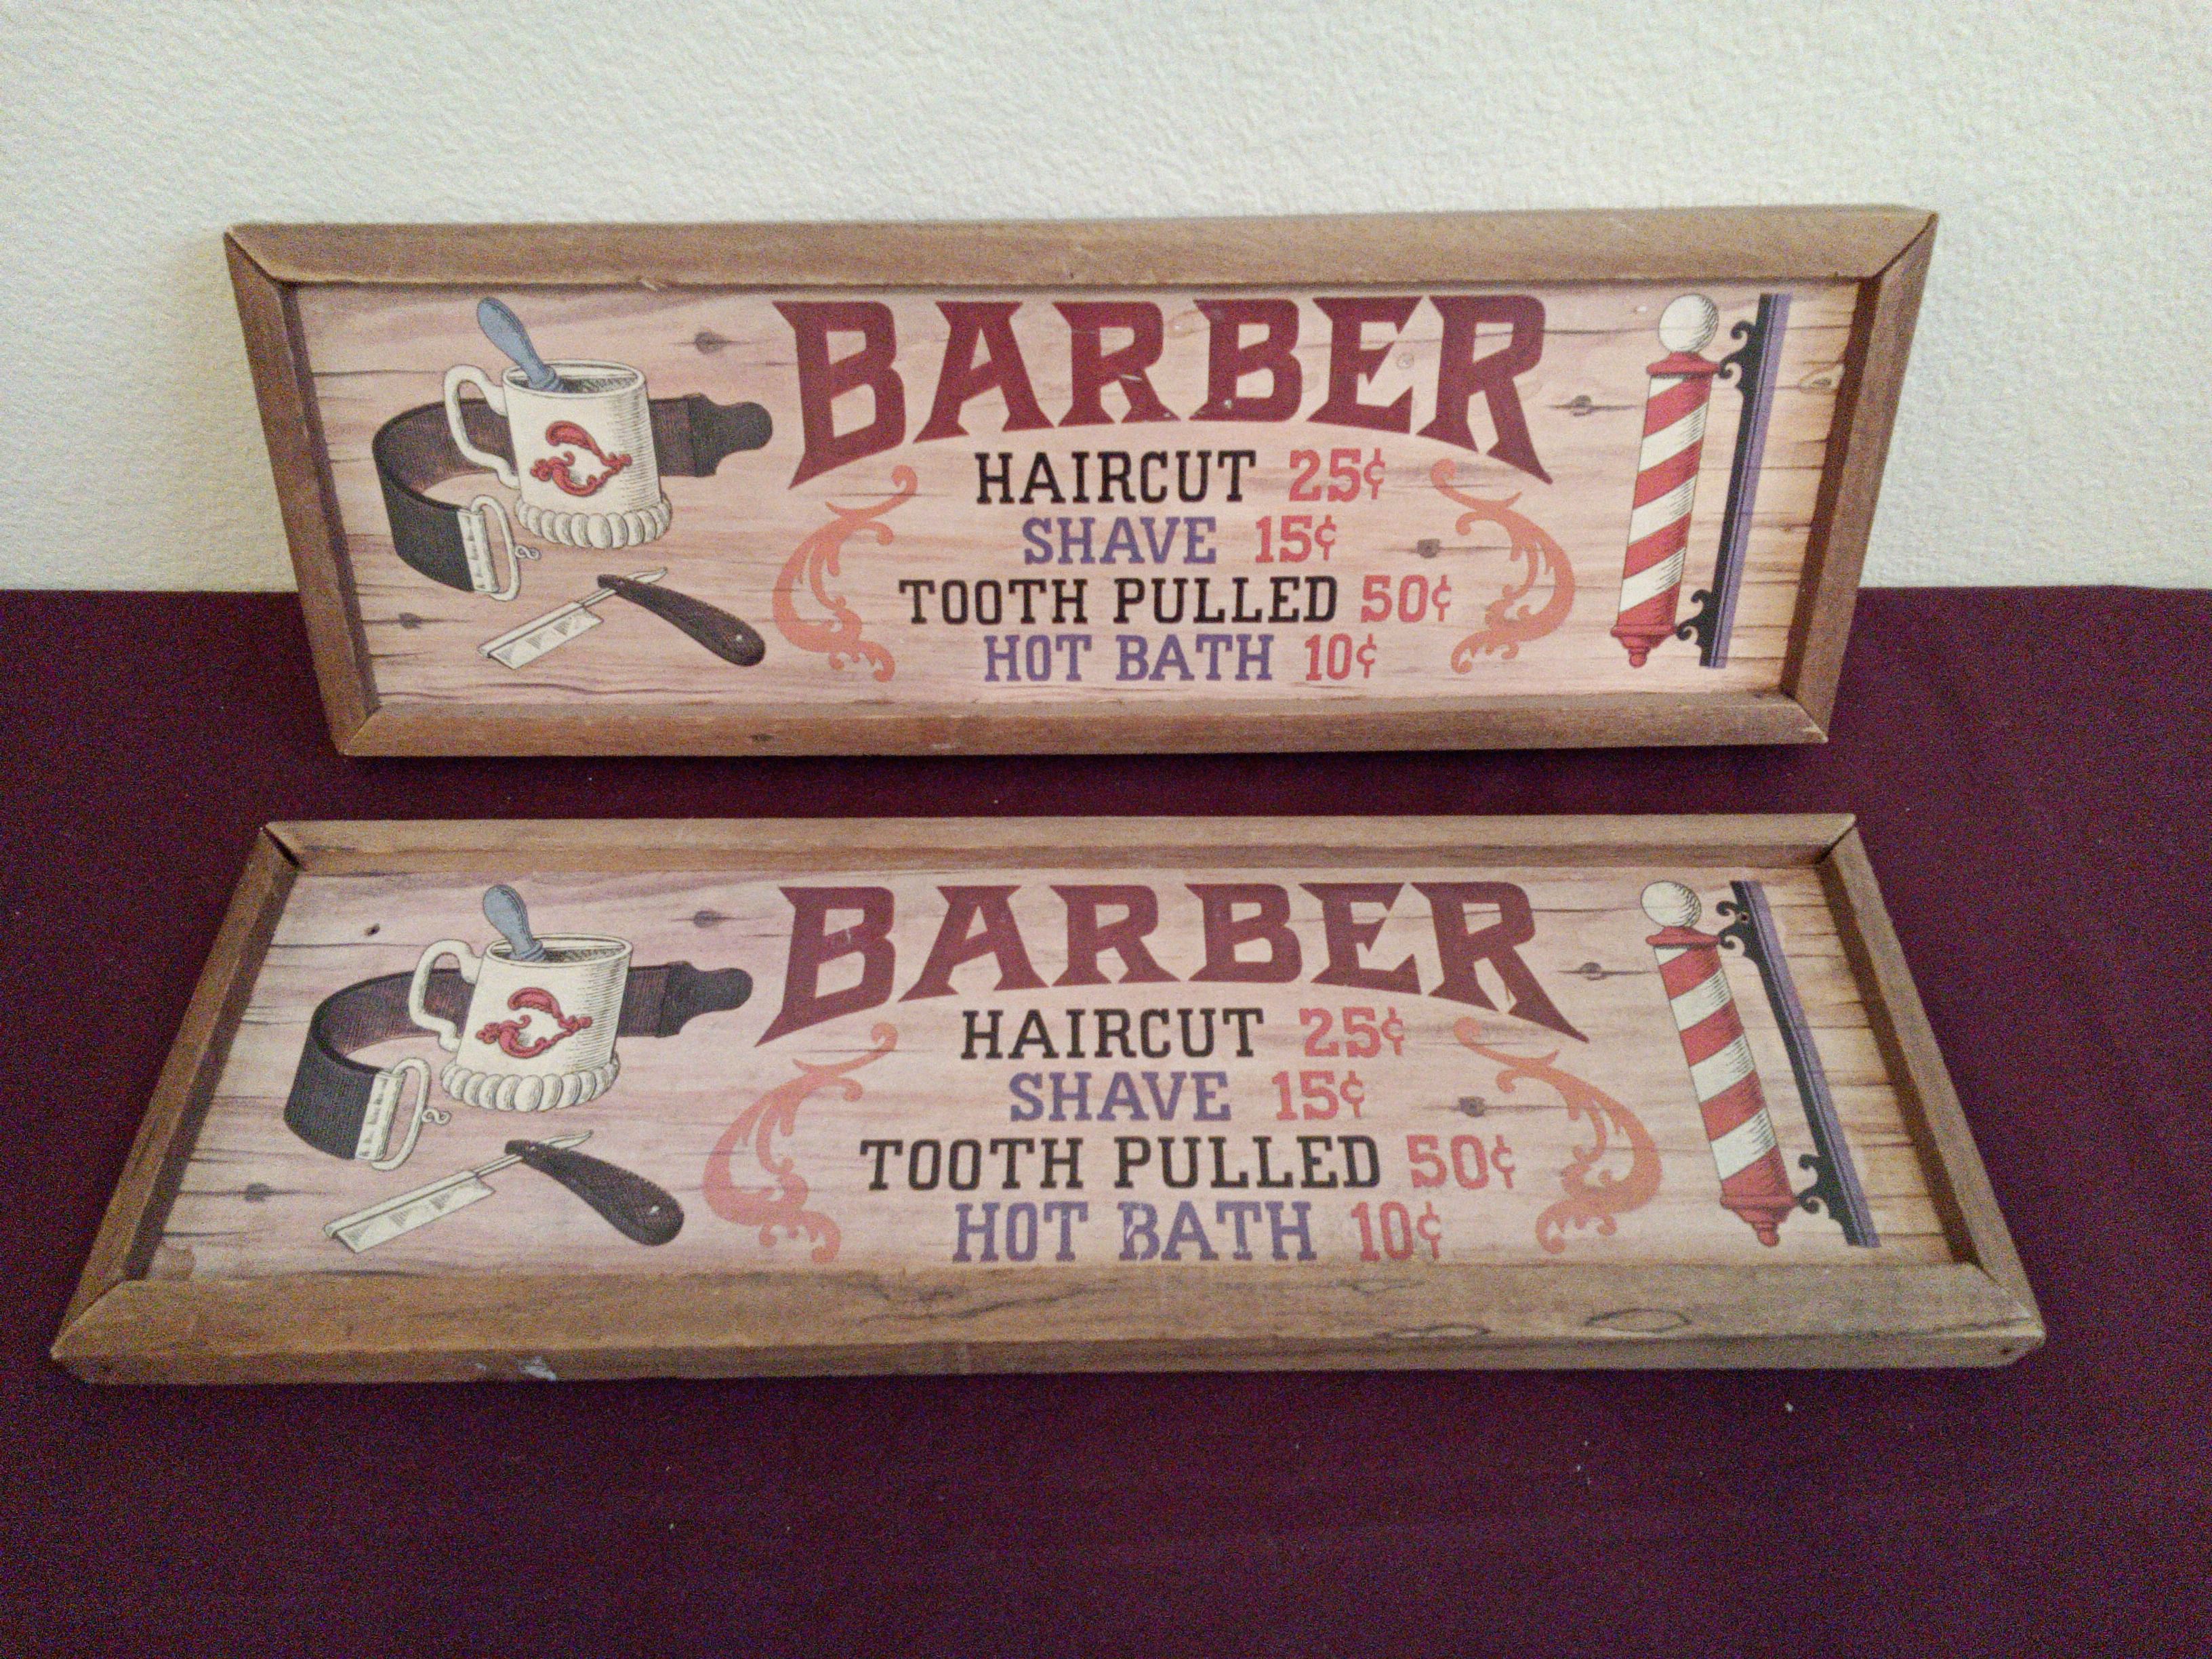 BARBER
HAIRCUT 25¢
SHAVE 15¢
TOOTH PULLED 50¢
HOT BATH 10¢
BARBER
HAIRCUT 25¢
SHAVE 15¢
TOOTH PULLED 50¢
HOT BATH 10¢